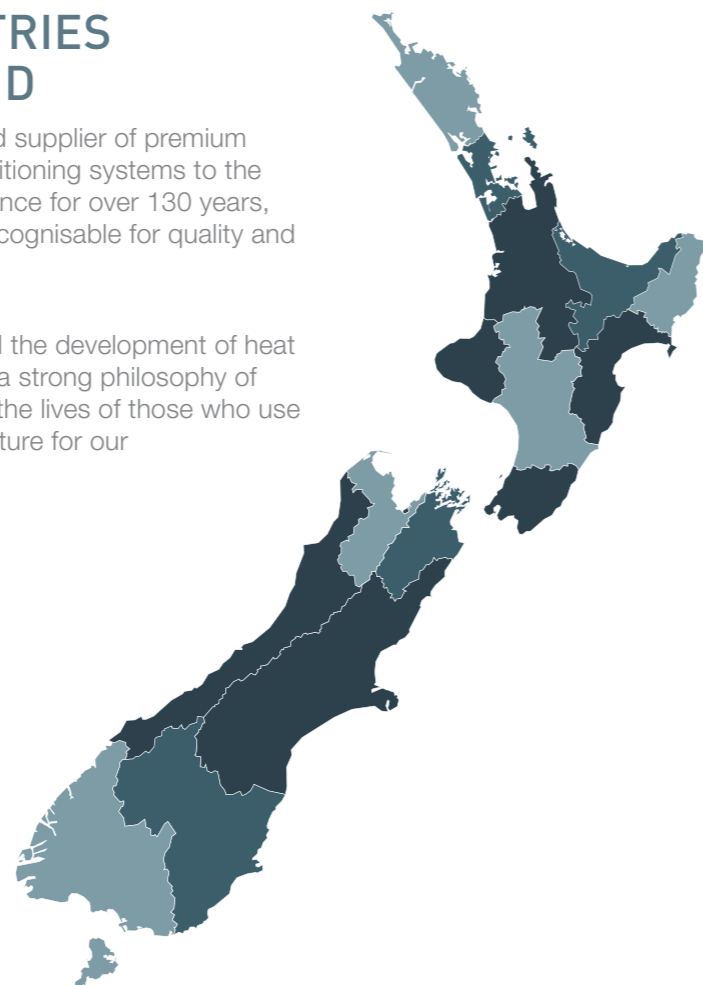 TRIES
D
d supplier of premium
itioning systems to the
nce for over 130 years,
cognisable for quality and
d the development of heat
a strong philosophy of
the lives of those who use
ture for our